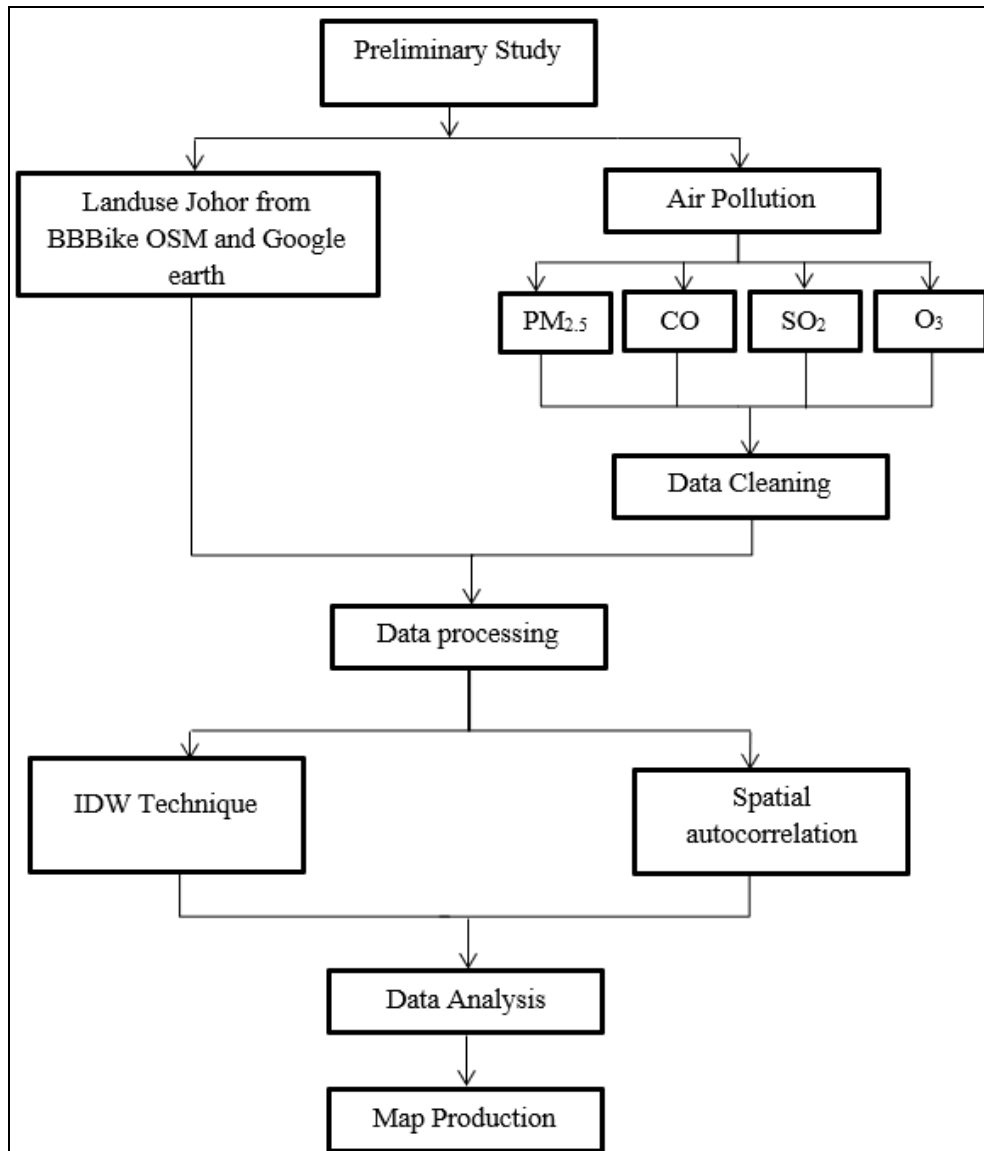 Preliminary Study
Landuse Johor from
BBBike OSM and Google
earth
Air Pollution
PM2.5
CO
SO2
O3
Data Cleaning
Data processing
IDW Technique
Spatial
autocorrelation
Data Analysis
Map Production